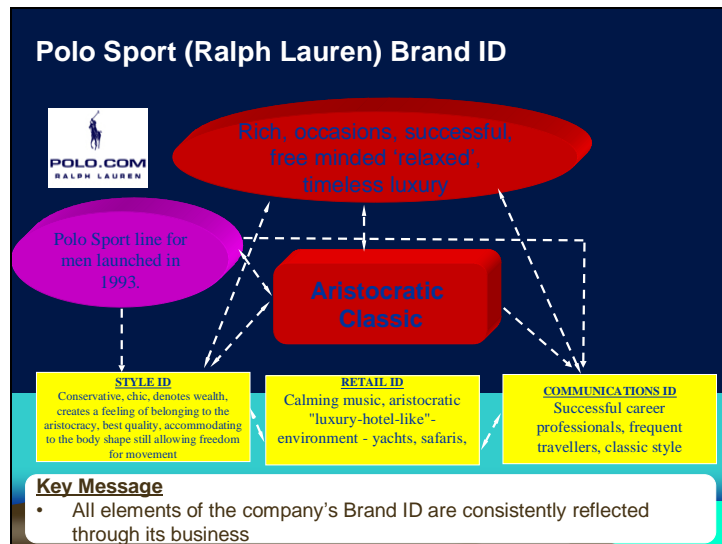 Polo Sport (Ralph Lauren) Brand ID
POLO.COM
RALPH LAUREN
Rich, occasions, successful,
free minded ‘relaxed’,
timeless luxury
Polo Sport line for
men launched in
1993.
Aristocratic
Classic
STYLE ID
Conservative, chic, denotes wealth,
creates a feeling of belonging to the
aristocracy, best quality, accommodating
to the body shape still allowing freedom
for movement
RETAIL ID
Calming music, aristocratic
"luxury-hotel-like"-
environment - yachts, safaris,
COMMUNICATIONS ID
Successful career
professionals, frequent
travellers, classic style
Key Message
• All elements of the company’s Brand ID are consistently reflected
through its business